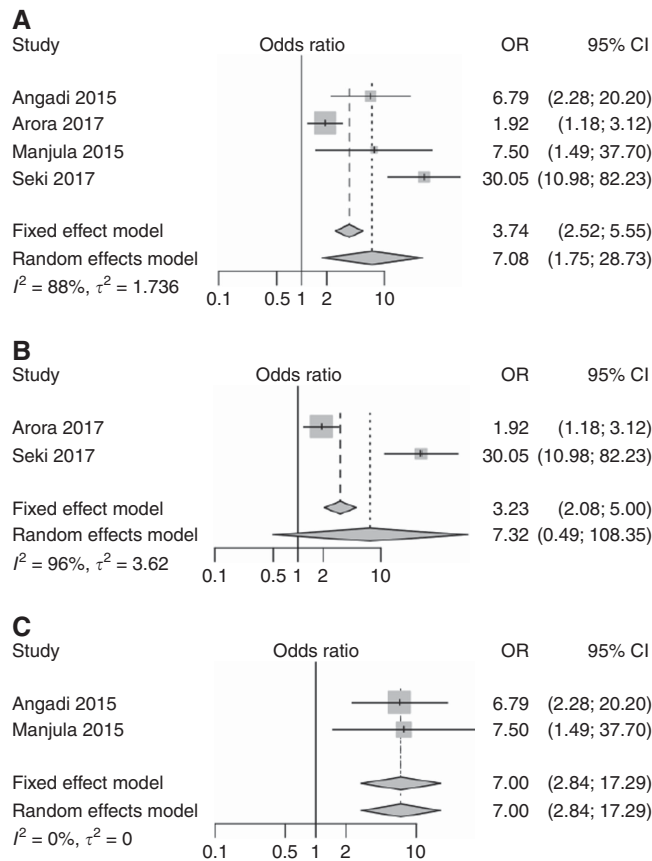 A
Study Odds ratio OR 95% CI
Angadi 2015 6.79 (2.28; 20.20)
Arora 2017 1.92 (1.18; 3.12)
Manjula 2015 7.50 (1.49; 37.70)
Seki 2017 30.05 (10.98; 82.23)
Fixed effect model 3.74 (2.52; 5.55)
Random effects model 7.08 (1.75; 28.73)
I² = 88%, τ² = 1.736
0.1 0.5 1 2 10
B
Study Odds ratio OR 95% CI
Arora 2017 1.92 (1.18; 3.12)
Seki 2017 30.05 (10.98; 82.23)
Fixed effect model 3.23 (2.08; 5.00)
Random effects model 7.32 (0.49; 108.35)
I² = 96%, τ² = 3.62
0.1 0.5 1 2 10
C
Study Odds ratio OR 95% CI
Angadi 2015 6.79 (2.28; 20.20)
Manjula 2015 7.50 (1.49; 37.70)
Fixed effect model 7.00 (2.84; 17.29)
Random effects model 7.00 (2.84; 17.29)
I² = 0%, τ² = 0
0.1 0.5 1 2 10